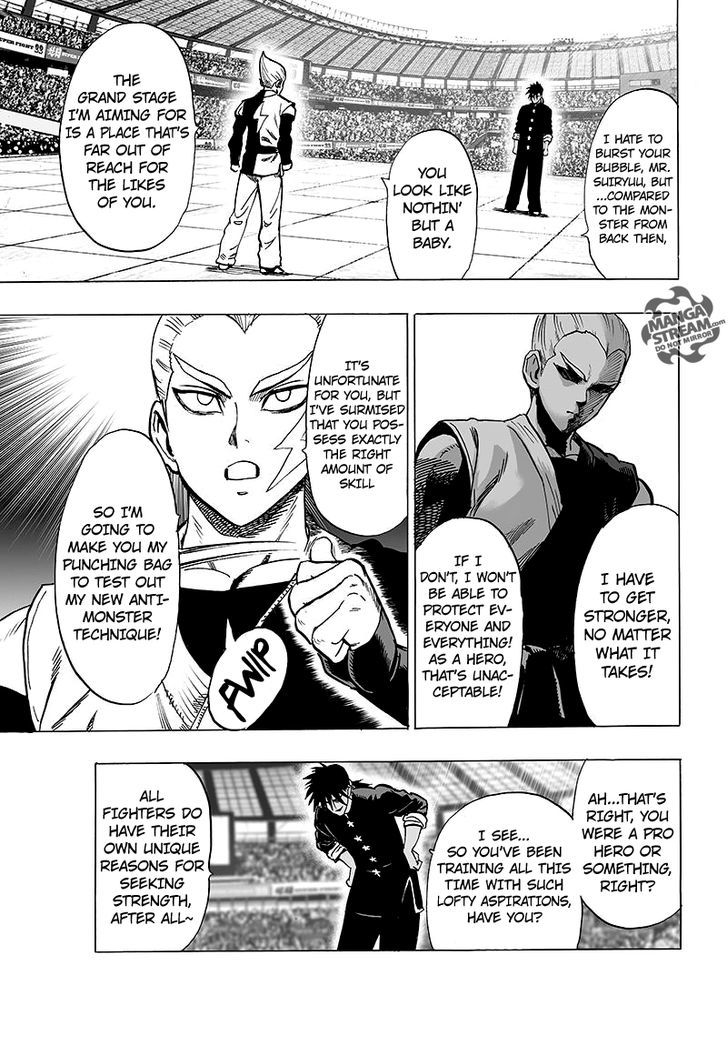 I HATE TO
BURST YOUR
BUBBLE, MR.
SUIRYUU, BUT
...COMPARED
TO THE MON-
STER FROM
BACK THEN,
YOU
LOOK LIKE
NOTHIN'
BUT A
BABY.
THE
GRAND STAGE
I'M AIMING FOR
IS A PLACE THAT'S
FAR OUT OF
REACH FOR
THE LIKES
OF YOU.
MANGA
STREAM.com
DO NOT MIRROR
I HAVE
TO GET
STRONGER,
NO MATTER
WHAT IT
TAKES!
IF I
DON'T, I WON'T
BE ABLE TO
PROTECT EV-
ERYONE AND
EVERYTHING!
AS A HERO,
THAT'S UNAC-
CEPTABLE!
IT'S
UNFORTUNATE
FOR YOU, BUT
I'VE SURMISED
THAT YOU POS-
SESS EXACTLY
THE RIGHT
AMOUNT OF
SKILL
SO I'M
GOING TO
MAKE YOU MY
PUNCHING BAG
TO TEST OUT
MY NEW ANTI-
MONSTER
TECHNIQUE!
FWIP
AH...THAT'S
RIGHT, YOU
WERE A PRO
HERO OR
SOMETHING,
RIGHT?
I SEE...
SO YOU'VE BEEN
TRAINING ALL THIS
TIME WITH SUCH
LOFTY ASPIRATIONS,
HAVE YOU?
ALL
FIGHTERS DO
HAVE THEIR
OWN UNIQUE
REASONS FOR
SEEKING
STRENGTH,
AFTER ALL~